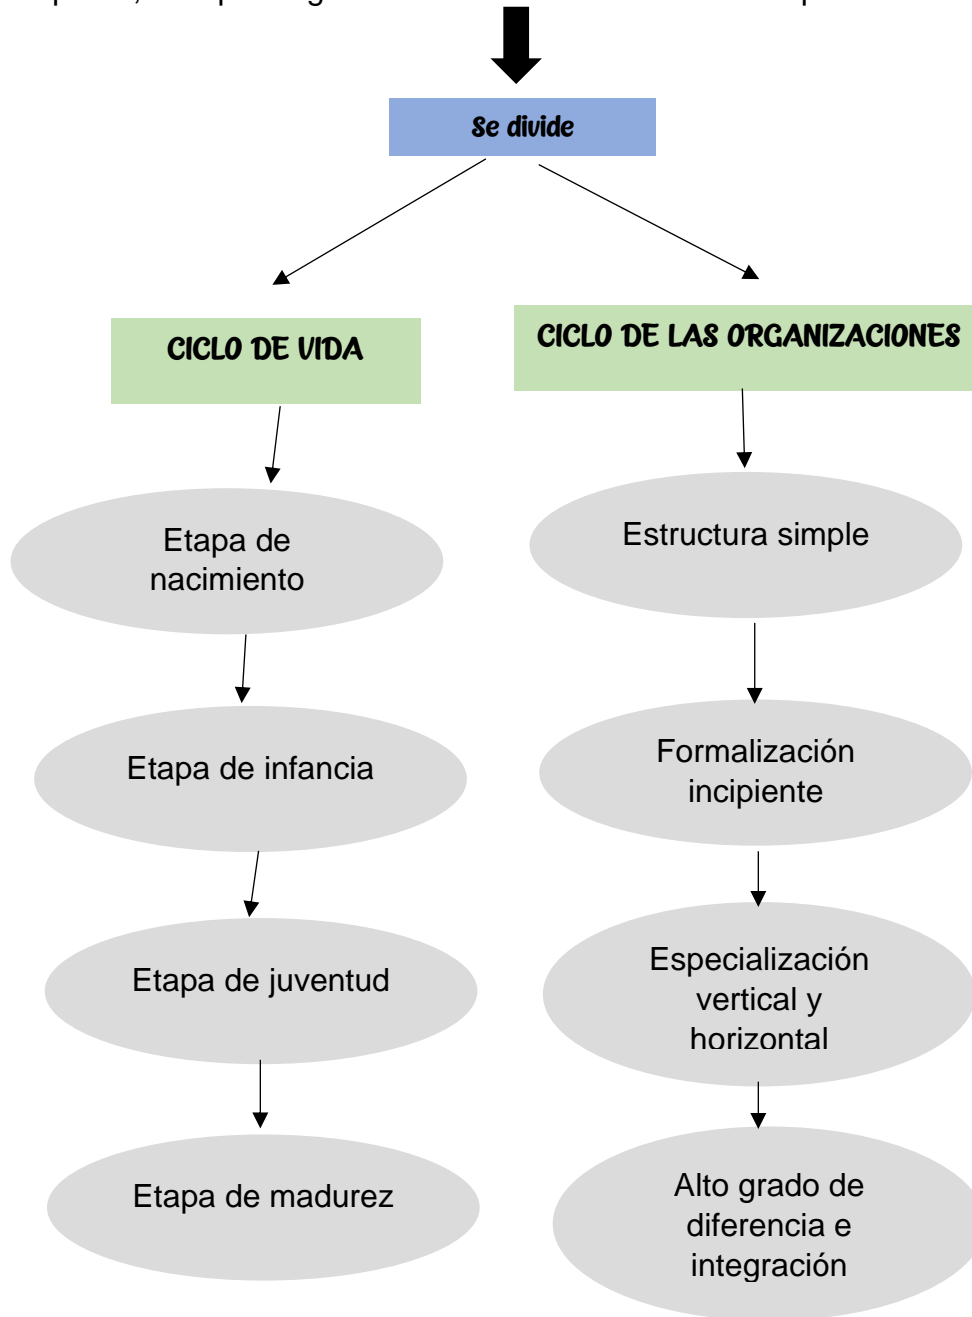 Se divide
CICLO DE VIDA
Etapa de
nacimiento
Etapa de infancia
Etapa de juventud
Etapa de madurez
CICLO DE LAS ORGANIZACIONES
Estructura simple
Formalización
incipiente
Especialización
vertical y
horizontal
Alto grado de
diferencia e
integración